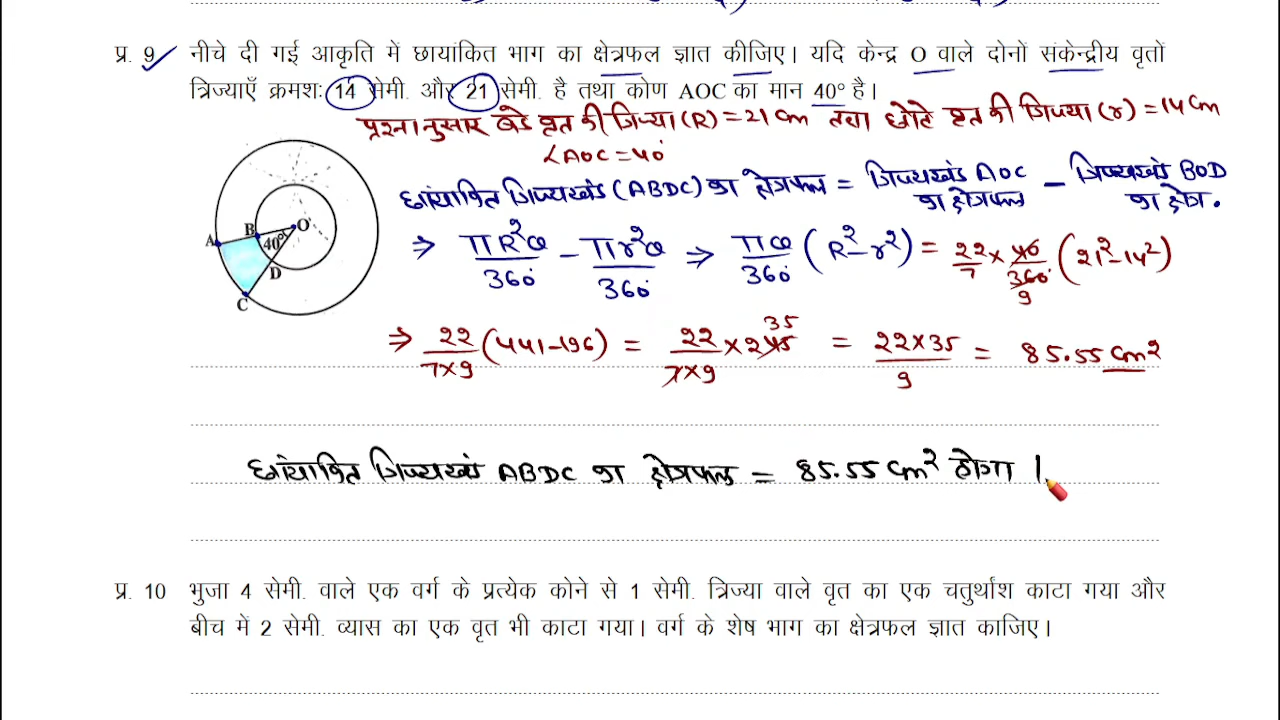 प्र. 9 नीचे दी गई आकृति में छायांकित भाग का क्षेत्रफल ज्ञात कीजिए। यदि केन्द्र O वाले दोनों संकेन्द्रीय वृतों
त्रिज्याएँ क्रमशः 14 सेमी. और 21 सेमी. है तथा कोण AOC का मान 40° है।
प्रश्नानुसार बडे वृत की त्रिज्या (R) = 21 cm तथा छोटे वृत की त्रिज्या (r) = 14 cm
∠AOC = 40°
छायांकित त्रिज्यखंड (ABDC) का क्षेत्रफल = त्रिज्यखंड AOC का क्षेत्रफल − त्रिज्यखंड BOD का क्षेत्र.
⇒ πR²θ/360° − πr²θ/360° ⇒ πθ/360° (R² − r²) = 22/7 × 40/360° 9 (21² − 14²)
A B O 40° D C
⇒ 22/7×9 (441 − 196) = 22/7×9 × 245 35 = 22×35/9 = 85.55 cm²
छायांकित त्रिज्यखंड ABDC का क्षेत्रफल = 85.55 cm² होगा।
प्र. 10 भुजा 4 सेमी. वाले एक वर्ग के प्रत्येक कोने से 1 सेमी. त्रिज्या वाले वृत का एक चतुर्थांश काटा गया और
बीच में 2 सेमी. व्यास का एक वृत भी काटा गया। वर्ग के शेष भाग का क्षेत्रफल ज्ञात काजिए।